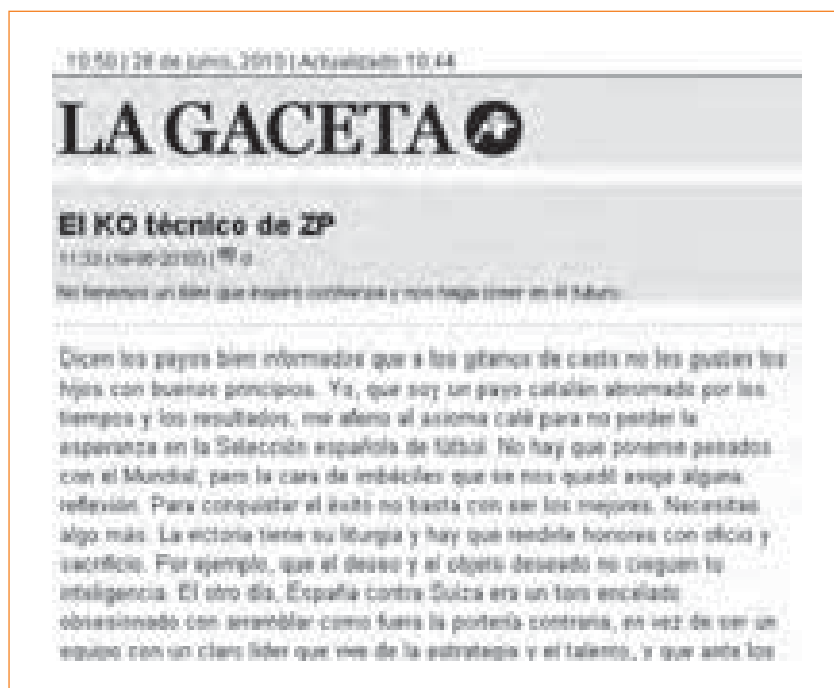 10:50 | 28 de junio, 2010 | Actualizado 10:44
LA GACETA
El KO técnico de ZP
No tenemos un líder que inspire confianza y nos haga creer en el futuro
Dicen los payos bien informados que a los gitanos de casta no les gustan los
hijos con buenos principios. Yo, que soy un payo catalán abrumado por los
tiempos y los resultados, me aferro al axioma calé para no perder la
esperanza en la Selección española de fútbol. No hay que ponerse pesados
con el Mundial, pero la cara de imbéciles que se nos quedó exige alguna
reflexión. Para conquistar el éxito no basta con ser los mejores. Necesitas
algo más. La victoria tiene su liturgia y hay que rendirle honores con oficio y
sacrificio. Por ejemplo, que el deseo y el objeto deseado no cieguen tu
inteligencia. El otro día, España contra Suiza era un toro encelado
obsesionado con arramblar como fuera la portería contraria, en vez de ser un
equipo con un claro líder que vive de la estrategia y el talento, y que ante los